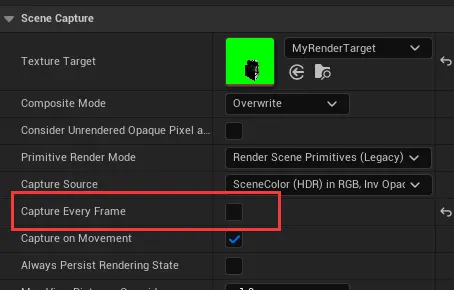 Scene Capture
Texture Target
MyRenderTarget
Composite Mode
Overwrite
Consider Unrendered Opaque Pixel a...
Primitive Render Mode
Render Scene Primitives (Legacy)
Capture Source
SceneColor (HDR) in RGB, Inv Opac
Capture Every Frame
Capture on Movement
Always Persist Rendering State